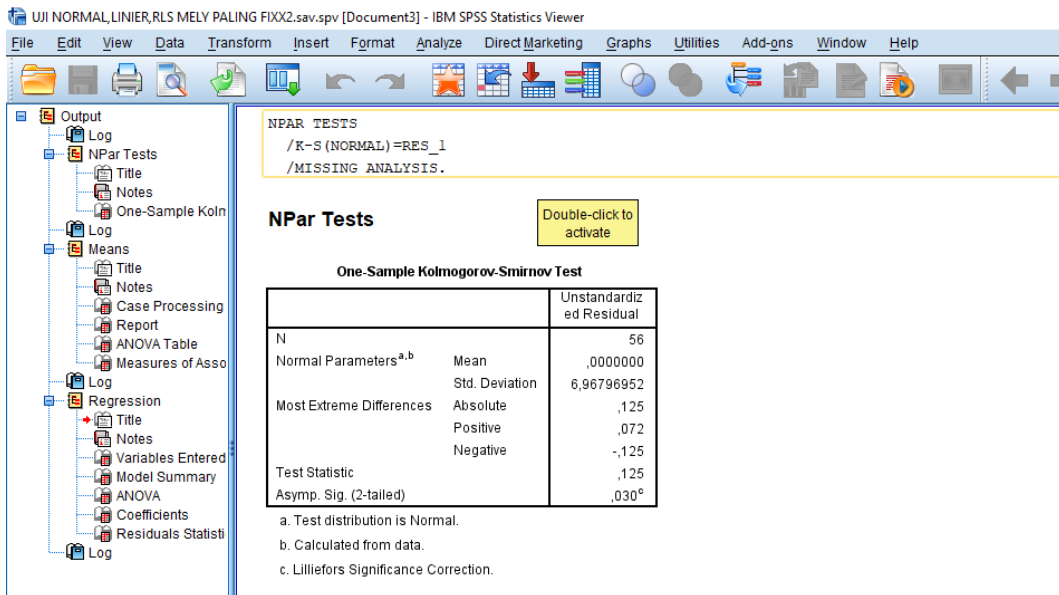 UJI NORMAL,LINIER,RLS MELY PALING FIXX2.sav.spv [Document3] - IBM SPSS Statistics Viewer
File Edit View Data Transform Insert Format Analyze Direct Marketing Graphs Utilities Add-ons Window Help
Output
Log
NPar Tests
Title
Notes
One-Sample Kolm
Log
Means
Title
Notes
Case Processing
Report
ANOVA Table
Measures of Asso
Log
Regression
Title
Notes
Variables Entered
Model Summary
ANOVA
Coefficients
Residuals Statisti
Log
NPAR TESTS
/K-S(NORMAL)=RES_1
/MISSING ANALYSIS.
NPar Tests
Double-click to
activate
One-Sample Kolmogorov-Smirnov Test
Unstandardiz
ed Residual
N 56
Normal Parametersa,b Mean ,0000000
Std. Deviation 6,96796952
Most Extreme Differences Absolute ,125
Positive ,072
Negative -,125
Test Statistic ,125
Asymp. Sig. (2-tailed) ,030c
a. Test distribution is Normal.
b. Calculated from data.
c. Lilliefors Significance Correction.